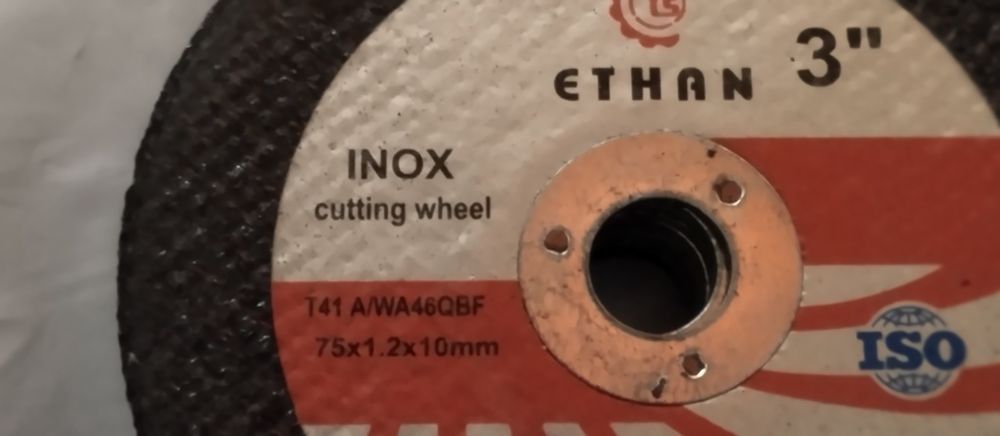 ETHAN 3"
INOX
cutting wheel
T41 A/WA46QBF
75x1.2x10mm
ISO